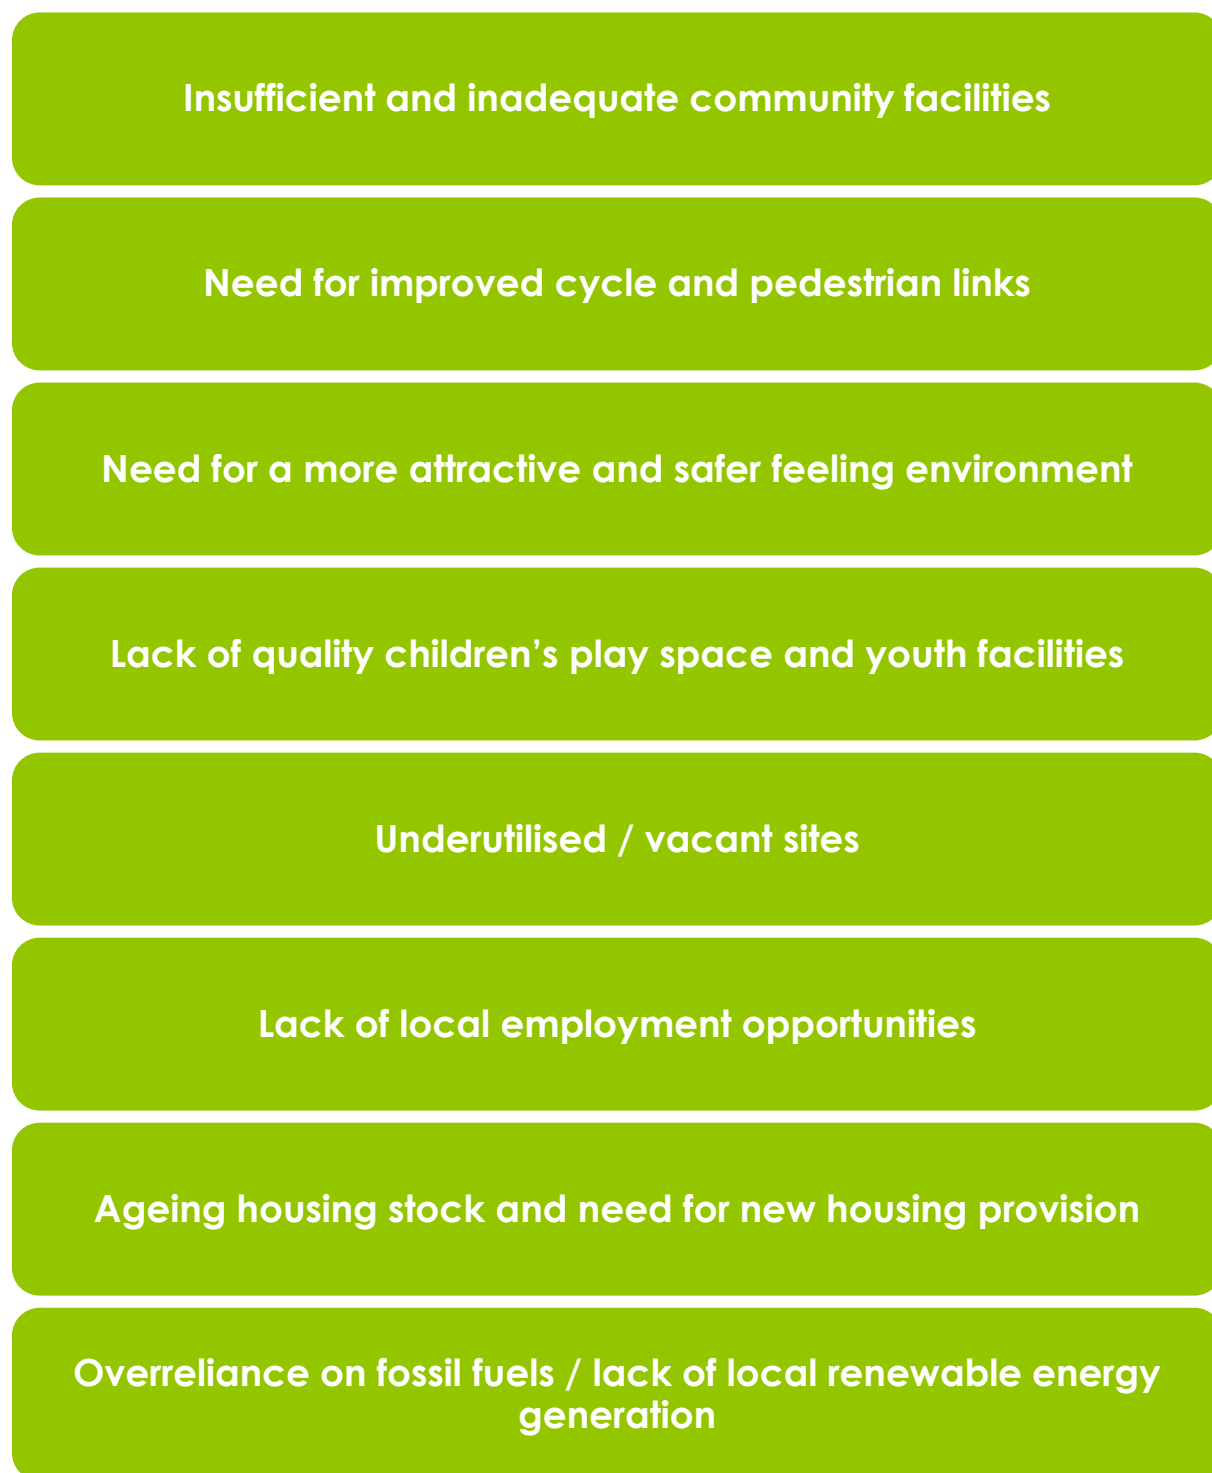 Insufficient and inadequate community facilities
Need for improved cycle and pedestrian links
Need for a more attractive and safer feeling environment
Lack of quality children’s play space and youth facilities
Underutilised / vacant sites
Lack of local employment opportunities
Ageing housing stock and need for new housing provision
Overreliance on fossil fuels / lack of local renewable energy
generation